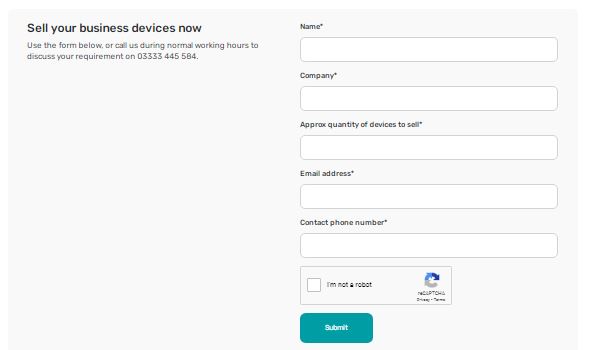 Sell your business devices now
Use the form below, or call us during normal working hours to
discuss your requirement on 03333 445 584.
Name*
Company*
Approx quantity of devices to sell*
Email address*
Contact phone number*
I'm not a robot
reCAPTCHA
Privacy - Terms
Submit